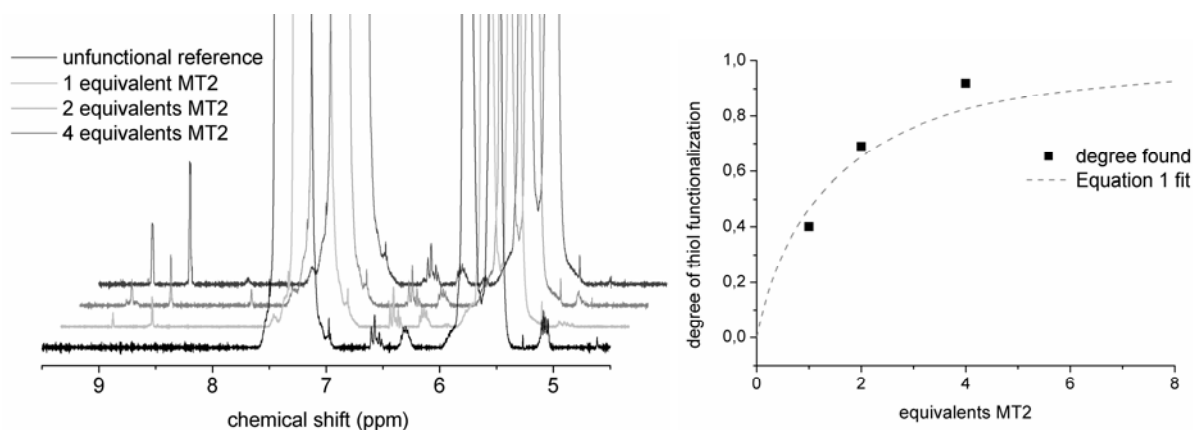 unfunctional reference
1 equivalent MT2
2 equivalents MT2
4 equivalents MT2
9 8 7 6 5
chemical shift (ppm)
1,0
0,8
0,6
0,4
0,2
0,0
degree of thiol functionalization
degree found
Equation 1 fit
0 2 4 6 8
equivalents MT2